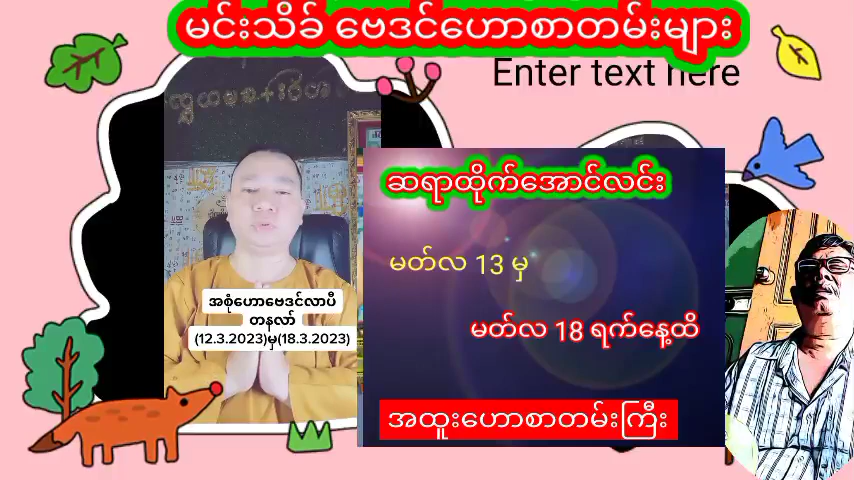 မင်းသိခ် ဗေဒင်ဟောစာတမ်းများ
Enter text here
ဆရာထိုက်အောင်လင်း
မတ်လ 13 မှ
မတ်လ 18 ရက်နေ့ထိ
အထူးဟောစာတမ်းကြီး
အစုံဟောဗေဒင်လာပီ
တနလာ်
(12.3.2023)မှ(18.3.2023)